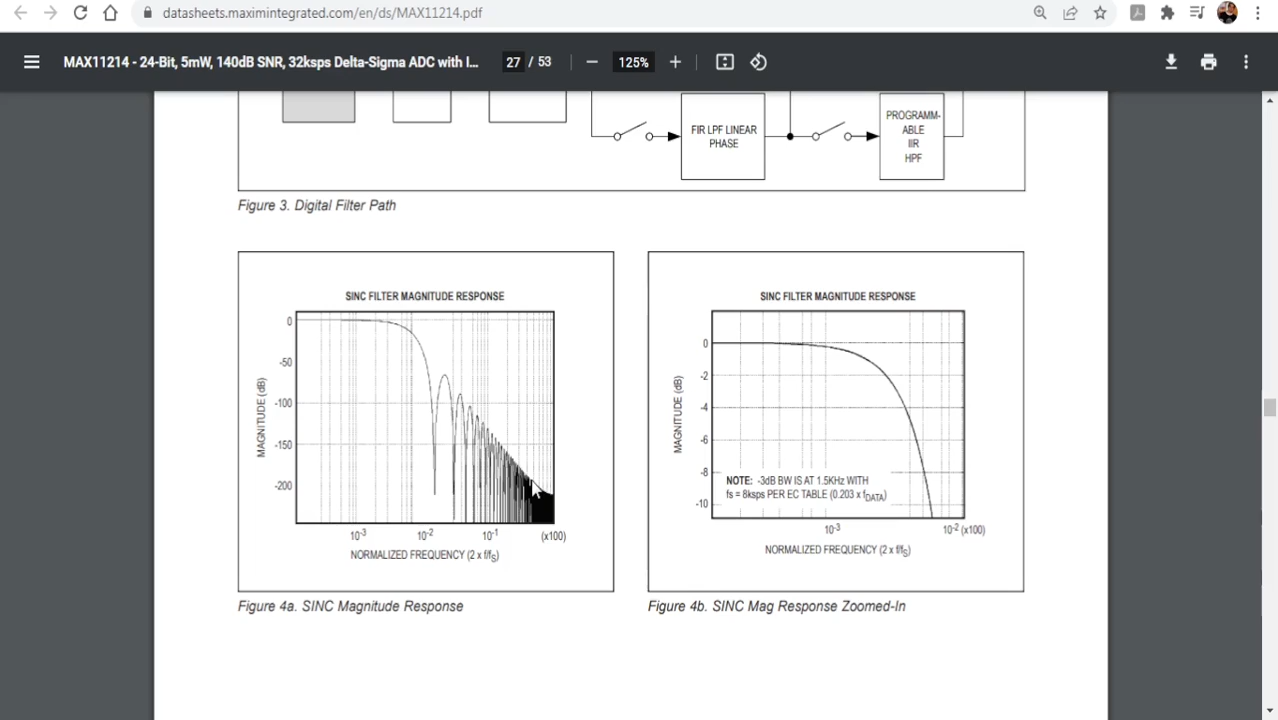 datasheets.maximintegrated.com/en/ds/MAX11214.pdf
MAX11214 - 24-Bit, 5mW, 140dB SNR, 32ksps Delta-Sigma ADC with I...
27 / 53
125%
FIR LPF LINEAR
PHASE
PROGRAMM-
ABLE
IIR
HPF
Figure 3. Digital Filter Path
SINC FILTER MAGNITUDE RESPONSE
0
-50
-100
-150
-200
MAGNITUDE (dB)
10-3
10-2
10-1
(x100)
NORMALIZED FREQUENCY (2 x f/fS)
Figure 4a. SINC Magnitude Response
SINC FILTER MAGNITUDE RESPONSE
0
-2
-4
-6
-8
-10
MAGNITUDE (dB)
NOTE: -3dB BW IS AT 1.5KHz WITH
fs = 8ksps PER EC TABLE (0.203 x fDATA)
10-3
10-2 (x100)
NORMALIZED FREQUENCY (2 x f/fS)
Figure 4b. SINC Mag Response Zoomed-In